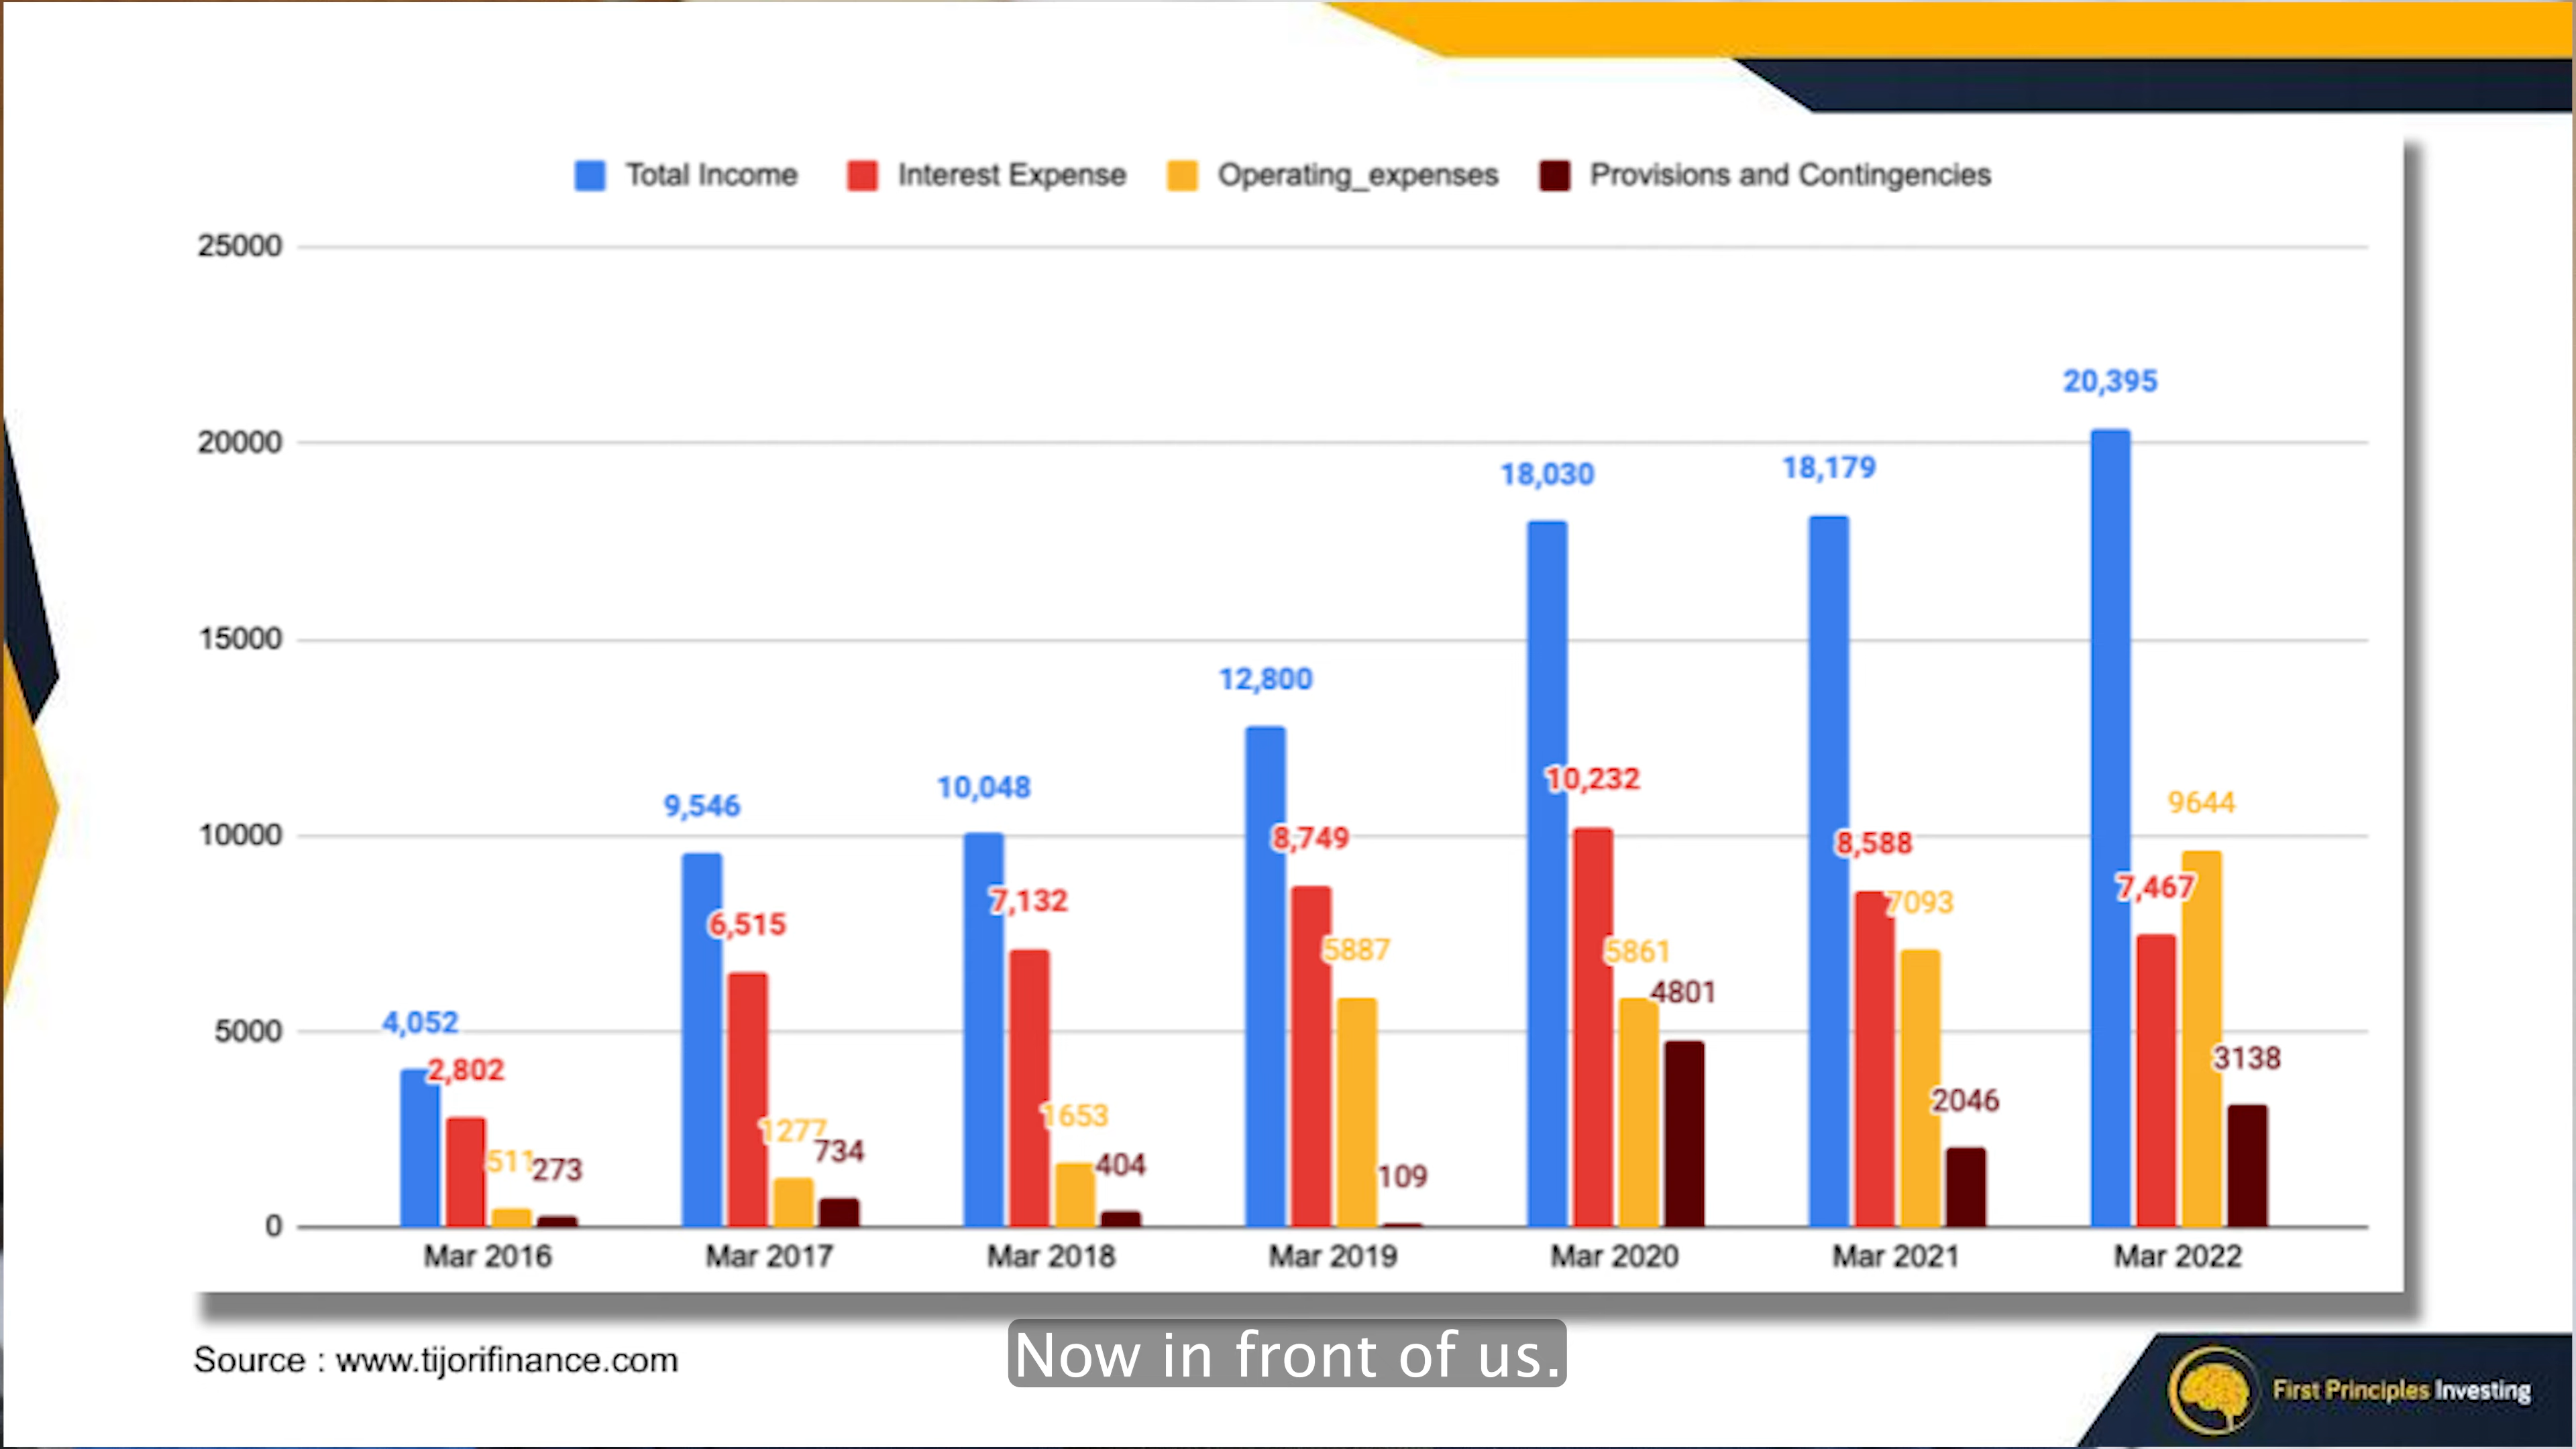 Total Income Interest Expense Operating_expenses Provisions and Contingencies
25000
20000
15000
10000
5000
0
4,052 2,802 511 273
9,546 6,515 1277 734
10,048 7,132 1653 404
12,800 8,749 5887 109
18,030 10,232 5861 4801
18,179 8,588 7093 2046
20,395 7,467 9644 3138
Mar 2016 Mar 2017 Mar 2018 Mar 2019 Mar 2020 Mar 2021 Mar 2022
Source : www.tijorifinance.com
Now in front of us.
First Principles Investing